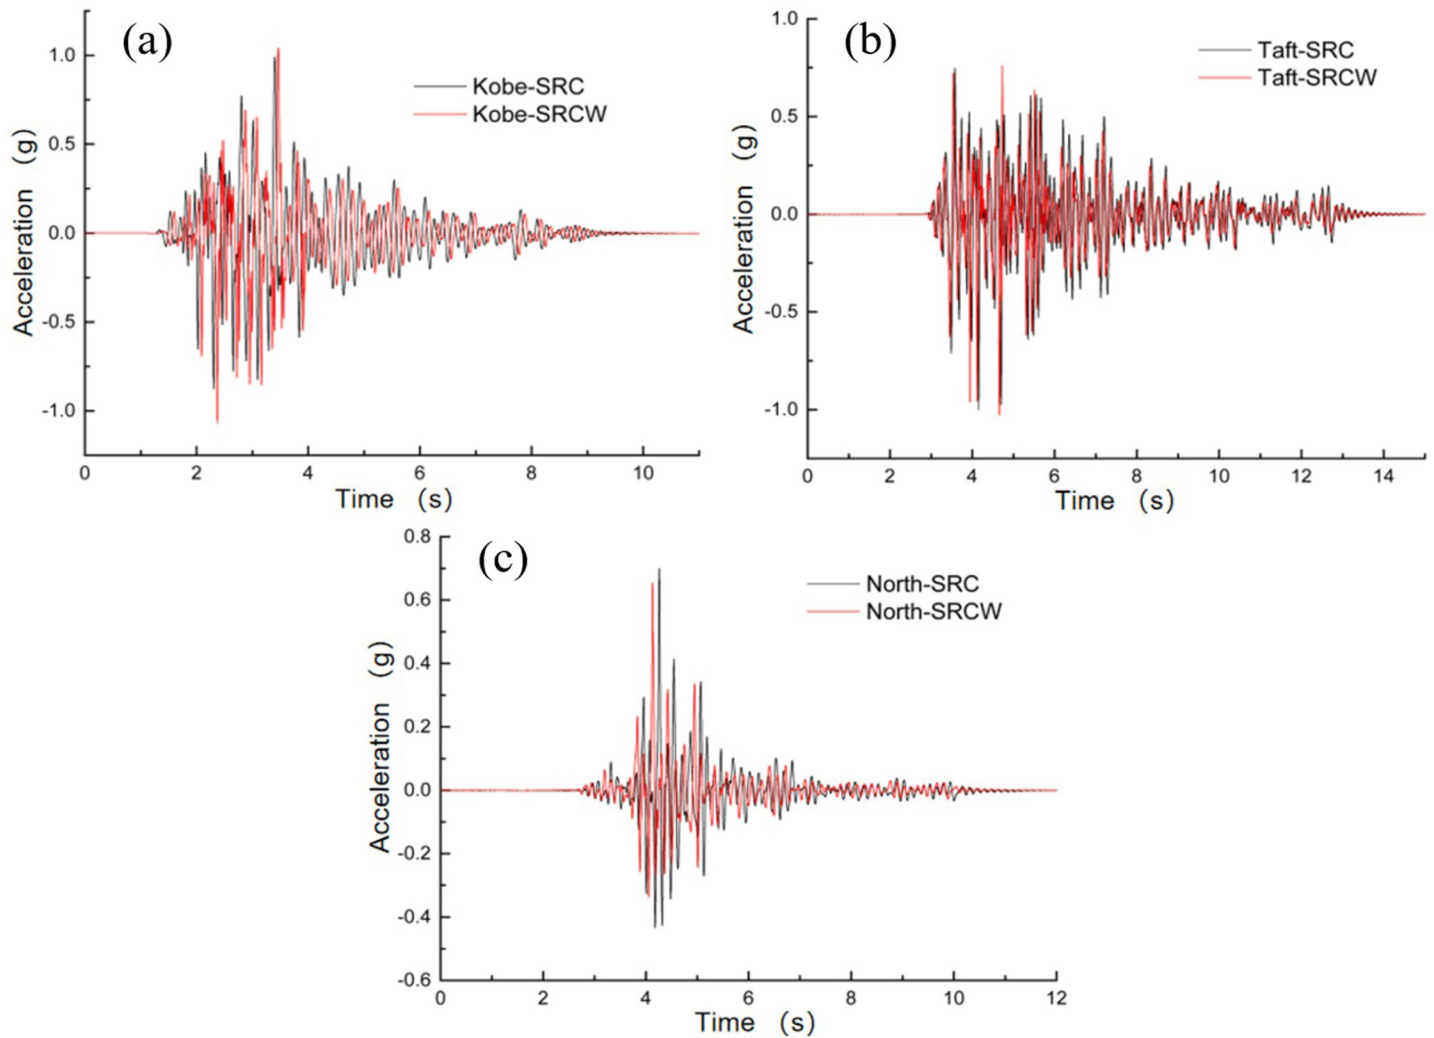 (a)
Kobe-SRC
Kobe-SRCW
Acceleration (g)
1.0
0.5
0.0
-0.5
-1.0
0 2 4 6 8 10
Time (s)
(b)
Taft-SRC
Taft-SRCW
Acceleration (g)
1.0
0.5
0.0
-0.5
-1.0
0 2 4 6 8 10 12 14
Time (s)
(c)
North-SRC
North-SRCW
Acceleration (g)
0.8
0.6
0.4
0.2
0.0
-0.2
-0.4
-0.6
0 2 4 6 8 10 12
Time (s)